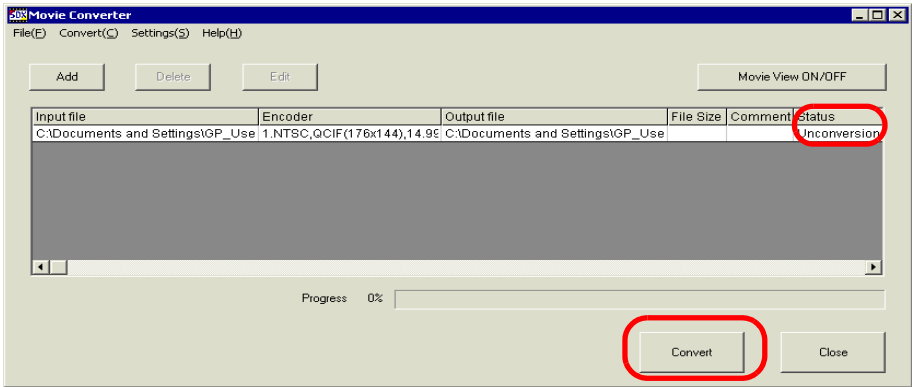 SDX Movie Converter
File(F) Convert(C) Settings(S) Help(H)
Add Delete Edit Movie View ON/OFF
Input file Encoder Output file File Size Comment Status
C:\Documents and Settings\GP_Use 1.NTSC,QCIF(176x144),14.99 C:\Documents and Settings\GP_Use Unconversion
Progress 0%
Convert Close